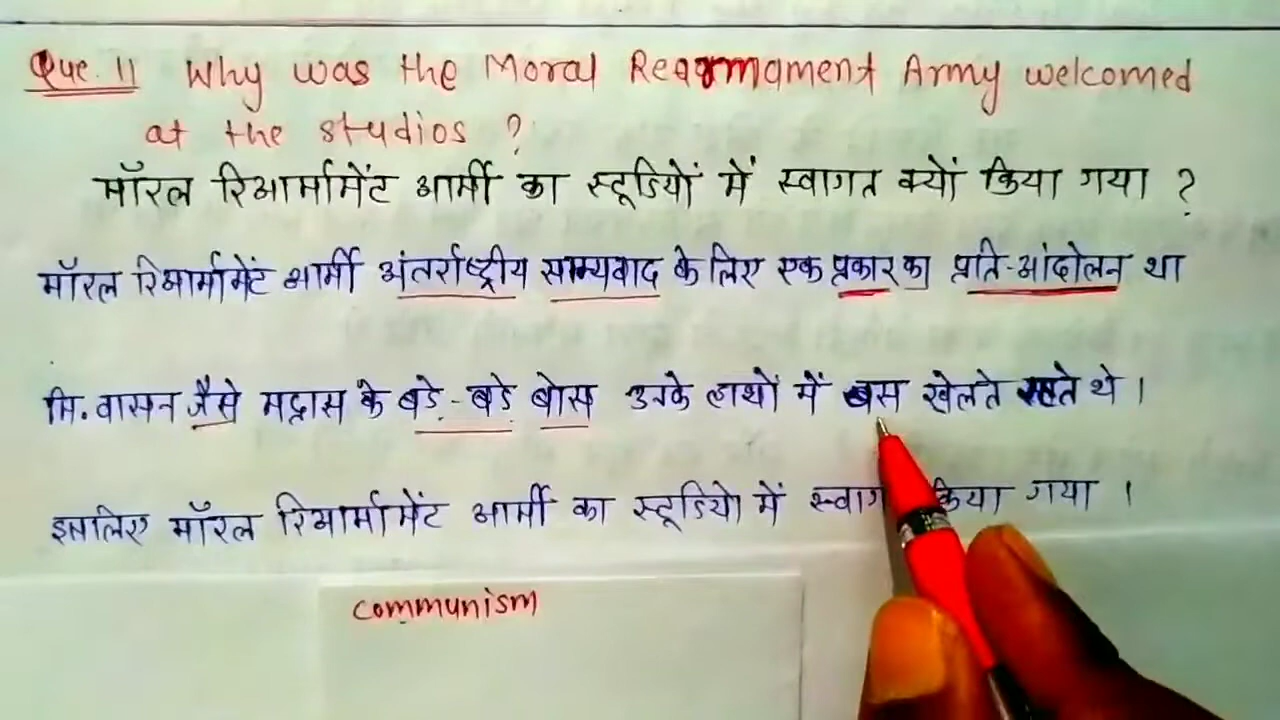 Que. 11 Why was the Moral Rearmament Army welcomed
at the studios ?
मॉरल रिआर्मामेंट आर्मी का स्टूडियों में स्वागत क्यों किया गया ?
मॉरल रिआर्मामेंट आर्मी अंतर्राष्ट्रीय साम्यवाद के लिए एक प्रकार का प्रति-आंदोलन था
मि. वासन जैसे मद्रास के बड़े-बड़े बोस उनके हाथों में बस खेलते थे ।
इसलिए मॉरल रिआर्मामेंट आर्मी का स्टूडियो में किया गया ।
communism